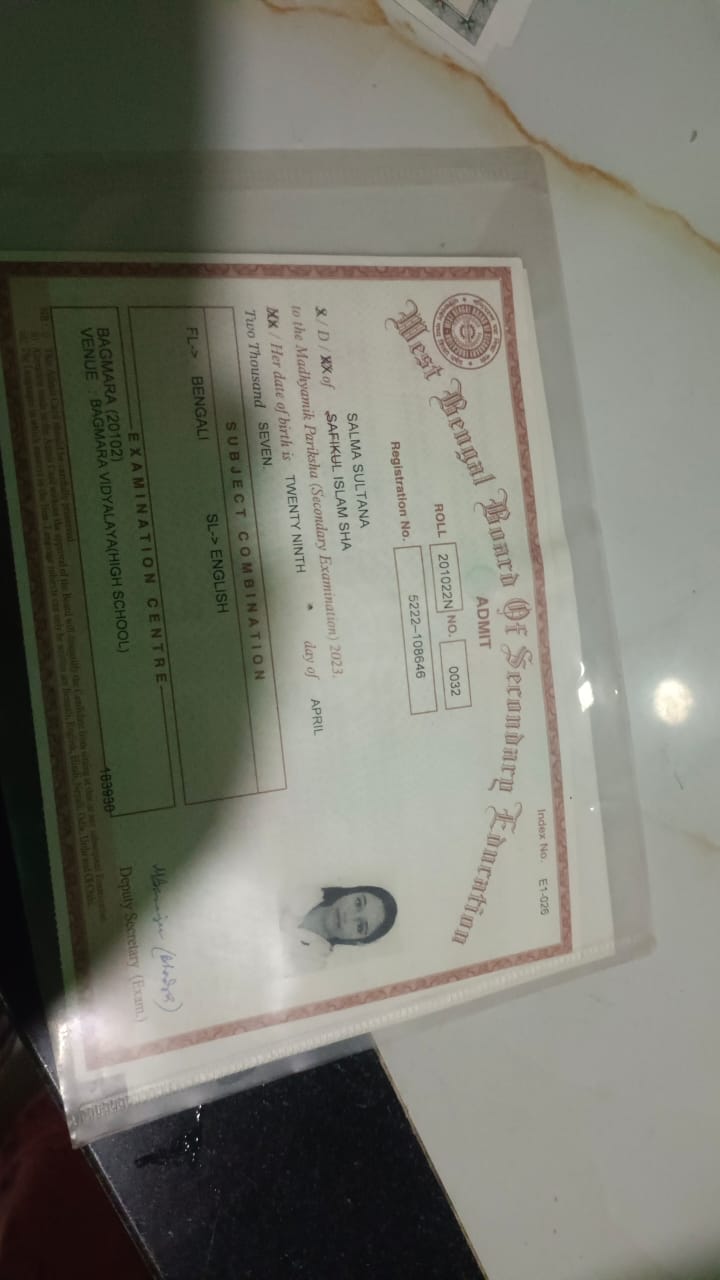 Index No. E1-026
West Bengal Board Of Secondary Education
ADMIT
ROLL 201022N NO. 0032
Registration No. 5222-108646
SALMA SULTANA
S / D / XX of SAFIKUL ISLAM SHA
to the Madhyamik Pariksha (Secondary Examination) 2023.
XX / Her date of birth is TWENTY NINTH day of APRIL
Two Thousand SEVEN.
SUBJECT COMBINATION
FL-> BENGALI SL-> ENGLISH
EXAMINATION CENTRE
BAGMARA (20102)
VENUE : BAGMARA VIDYALAYA(HIGH SCHOOL)
183930
Deputy Secretary (Exam.)